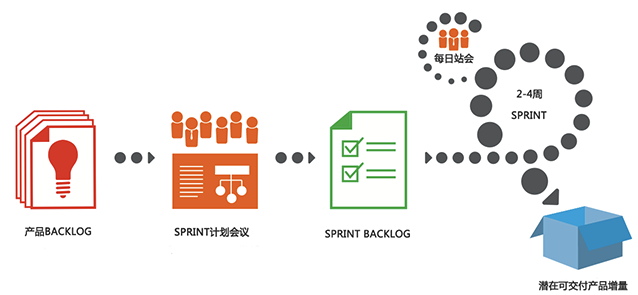 每日站会
2-4周
SPRINT
产品BACKLOG
SPRINT计划会议
SPRINT BACKLOG
潜在可交付产品增量